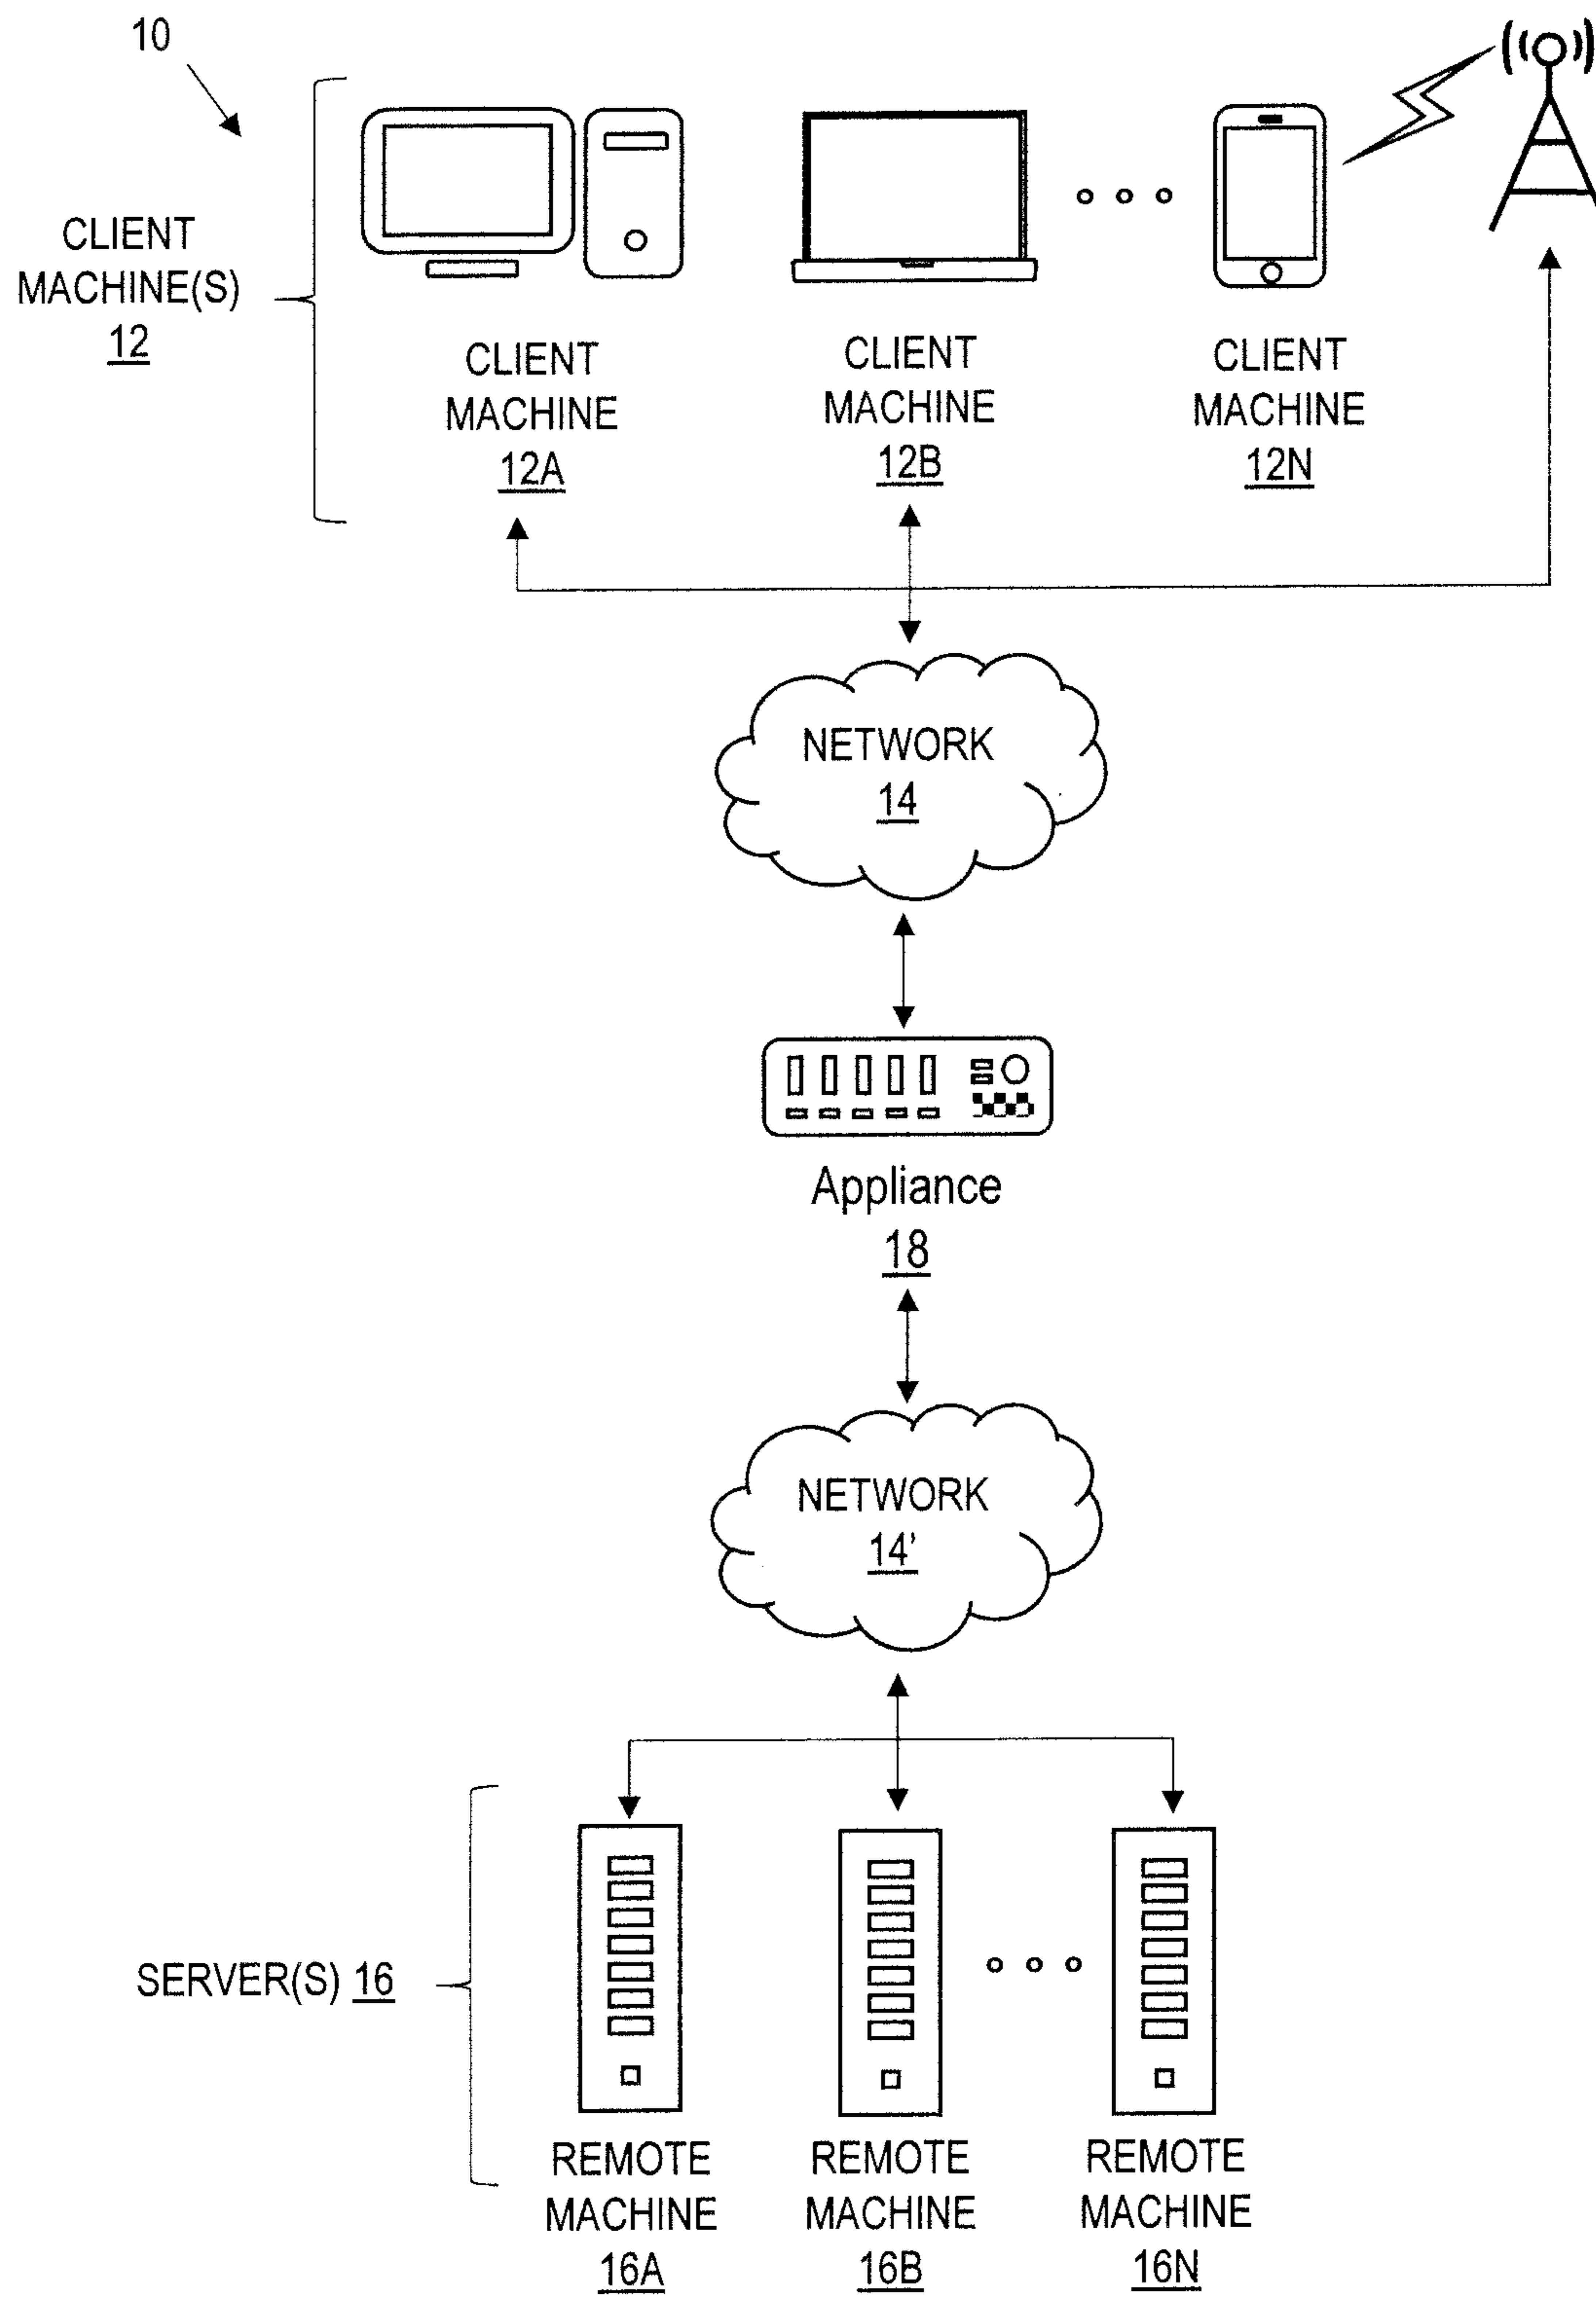 10
CLIENT
MACHINE(S)
12
CLIENT
MACHINE
12A
CLIENT
MACHINE
12B
CLIENT
MACHINE
12N
NETWORK
14
Appliance
18
NETWORK
14’
SERVER(S) 16
REMOTE
MACHINE
16A
REMOTE
MACHINE
16B
REMOTE
MACHINE
16N